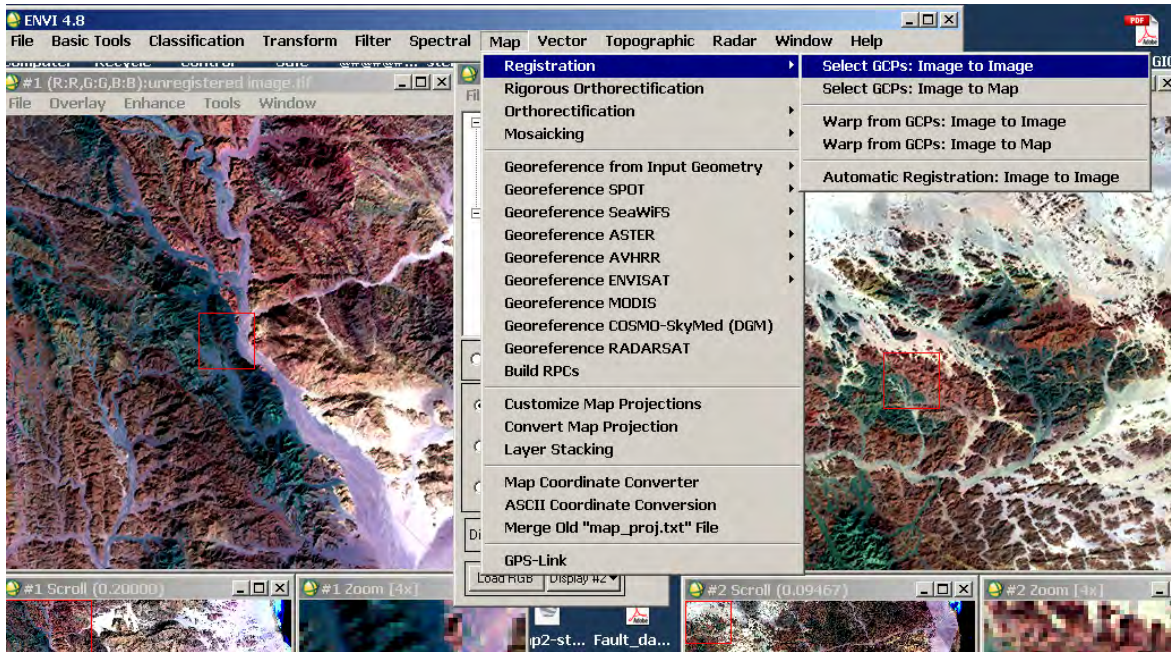 ENVI 4.8
File Basic Tools Classification Transform Filter Spectral Map Vector Topographic Radar Window Help
#1 (R:R,G:G,B:B):unregistered image.tif
File Overlay Enhance Tools Window
Registration
Rigorous Orthorectification
Orthorectification
Mosaicking
Georeference from Input Geometry
Georeference SPOT
Georeference SeaWiFS
Georeference ASTER
Georeference AVHRR
Georeference ENVISAT
Georeference MODIS
Georeference COSMO-SkyMed (DGM)
Georeference RADARSAT
Build RPCs
Customize Map Projections
Convert Map Projection
Layer Stacking
Map Coordinate Converter
ASCII Coordinate Conversion
Merge Old "map_proj.txt" File
GPS-Link
Select GCPs: Image to Image
Select GCPs: Image to Map
Warp from GCPs: Image to Image
Warp from GCPs: Image to Map
Automatic Registration: Image to Image
PDF
Adobe
Load RGB Display #2
#1 Scroll (0.20000)
#1 Zoom [4x]
#2 Scroll (0.09467)
#2 Zoom [4x]
Adobe
Fault_da...